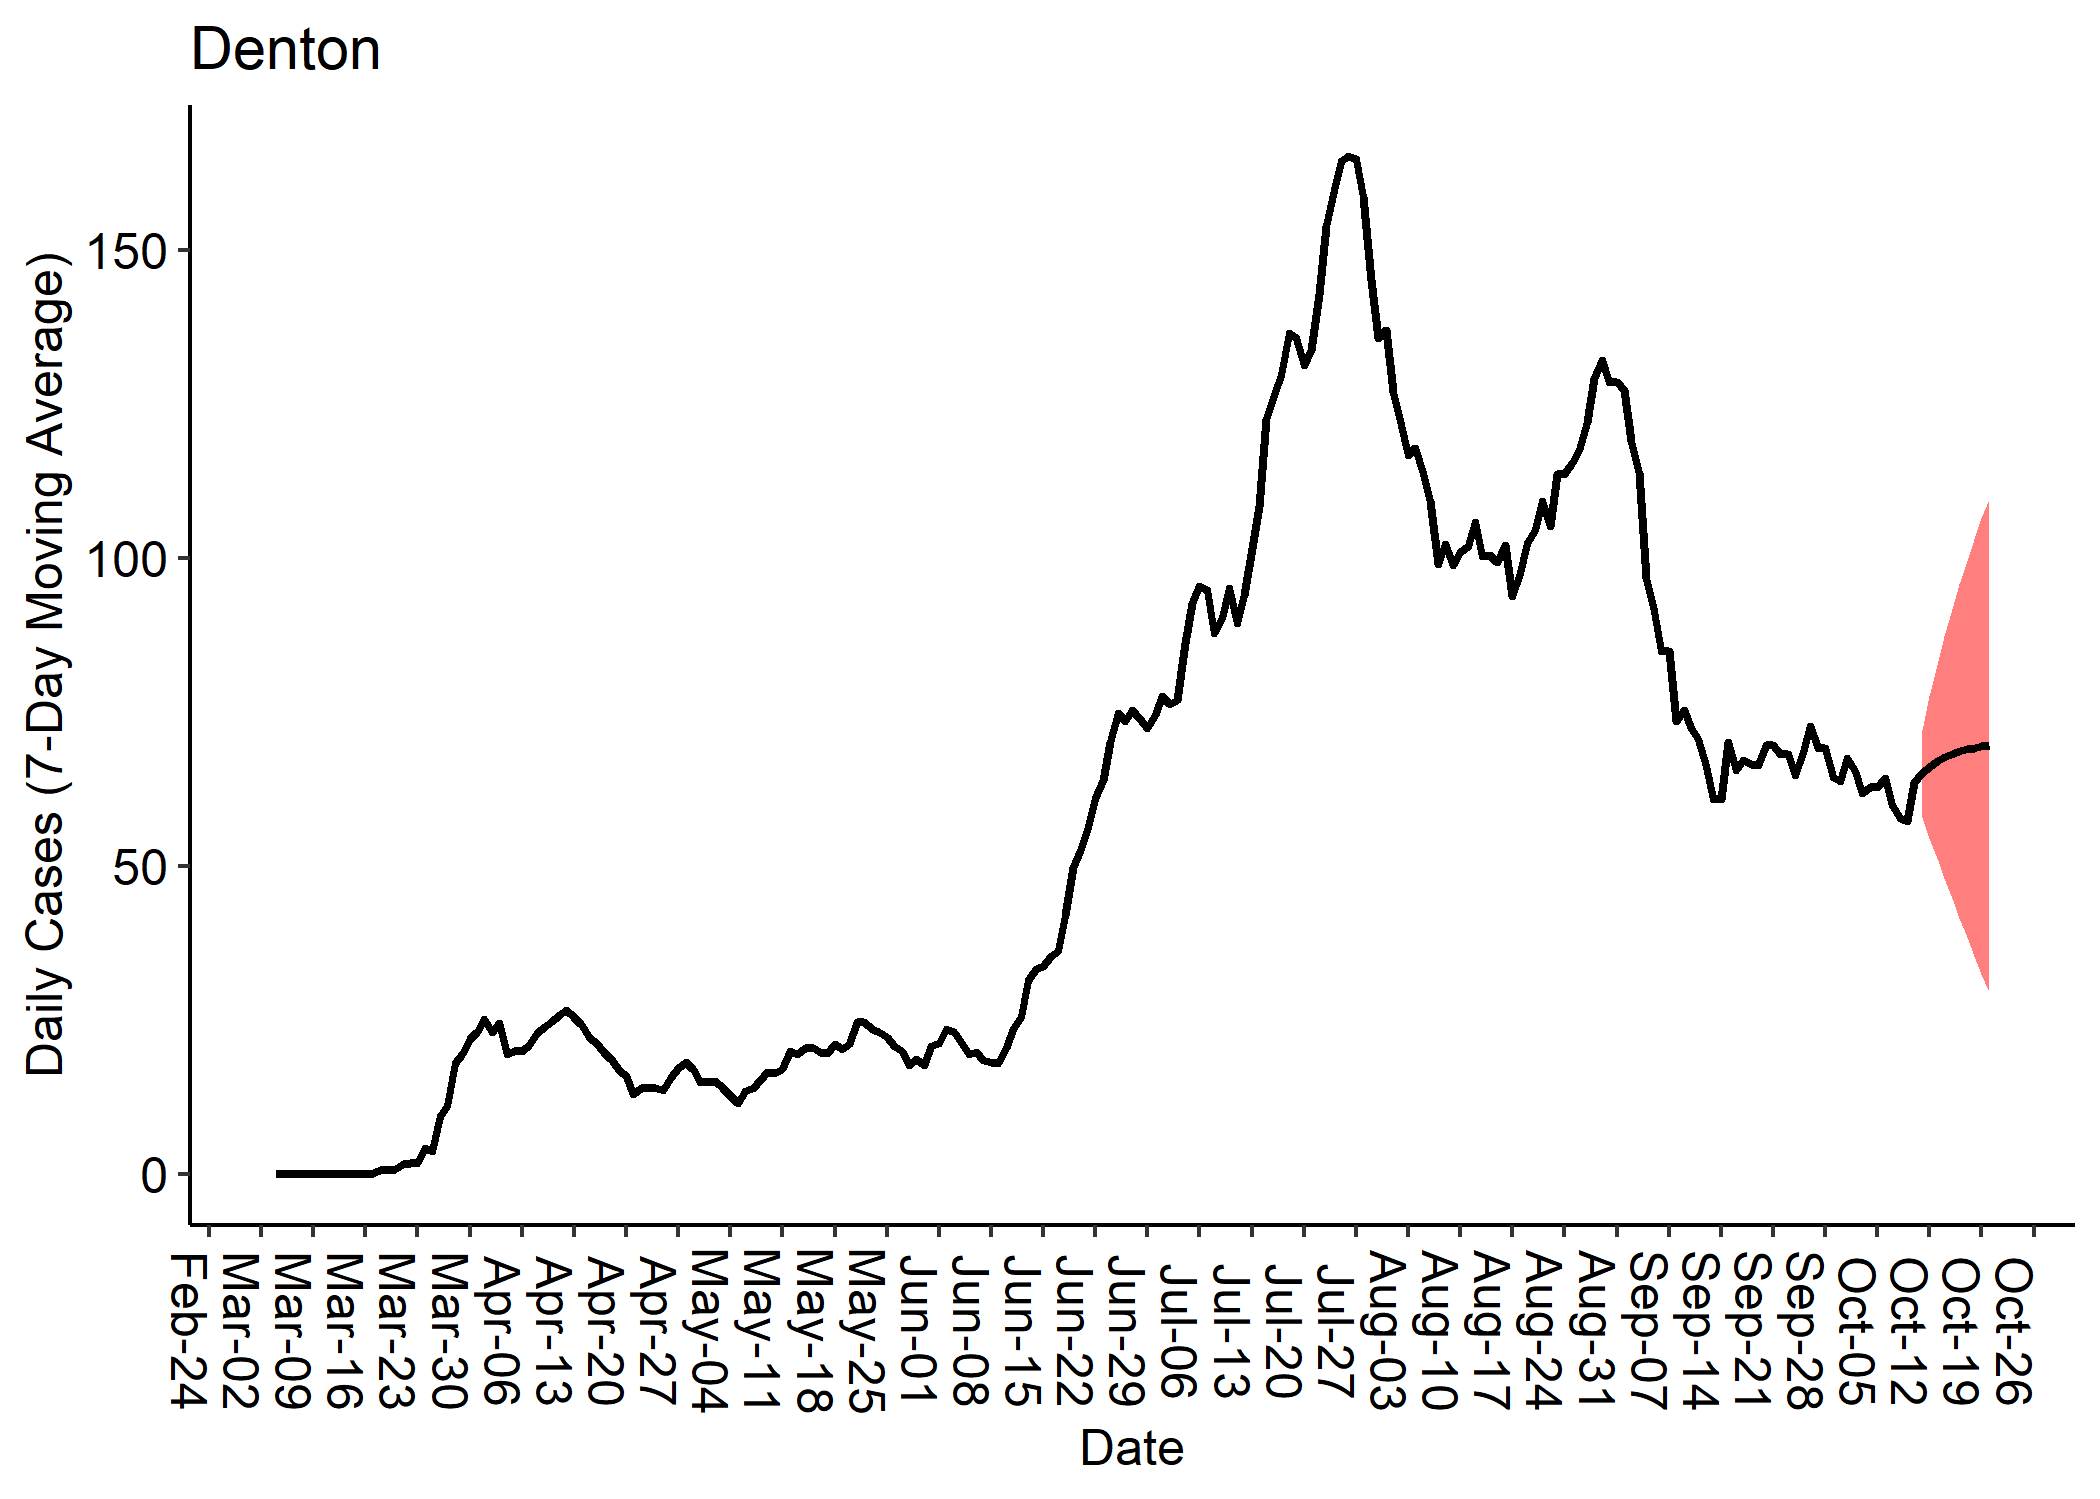 Denton
Daily Cases (7-Day Moving Average)
150
100
50
0
Feb-24
Mar-02
Mar-09
Mar-16
Mar-23
Mar-30
Apr-06
Apr-13
Apr-20
Apr-27
May-04
May-11
May-18
May-25
Jun-01
Jun-08
Jun-15
Jun-22
Jun-29
Jul-06
Jul-13
Jul-20
Jul-27
Aug-03
Aug-10
Aug-17
Aug-24
Aug-31
Sep-07
Sep-14
Sep-21
Sep-28
Oct-05
Oct-12
Oct-19
Oct-26
Date